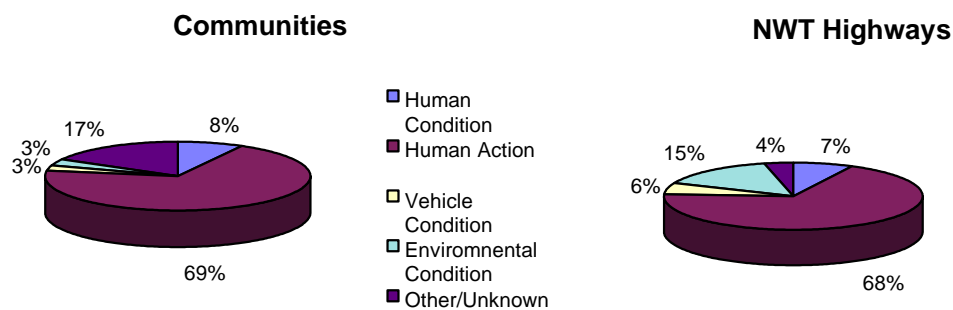 Communities
NWT Highways
17%
8%
3%
3%
69%
Human
Condition
Human Action
Vehicle
Condition
Enviromnental
Condition
Other/Unknown
15%
4%
7%
6%
68%